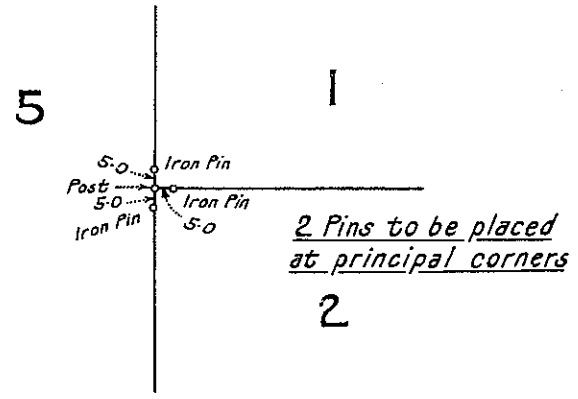 1
5
5·0
Iron Pin
Post
5·0
Iron Pin
Iron Pin
5·0
2 Pins to be placed
at principal corners
2